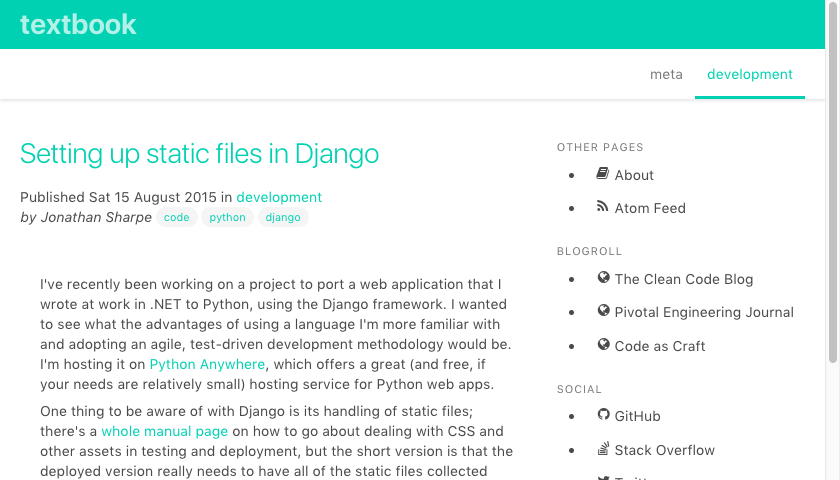 textbook
meta
development
Setting up static files in Django
Published Sat 15 August 2015 in development
by Jonathan Sharpe code python django
I've recently been working on a project to port a web application that I
wrote at work in .NET to Python, using the Django framework. I wanted
to see what the advantages of using a language I'm more familiar with
and adopting an agile, test-driven development methodology would be.
I'm hosting it on Python Anywhere, which offers a great (and free, if
your needs are relatively small) hosting service for Python web apps.
One thing to be aware of with Django is its handling of static files;
there's a whole manual page on how to go about dealing with CSS and
other assets in testing and deployment, but the short version is that the
deployed version really needs to have all of the static files collected
OTHER PAGES
About
Atom Feed
BLOGROLL
The Clean Code Blog
Pivotal Engineering Journal
Code as Craft
SOCIAL
GitHub
Stack Overflow